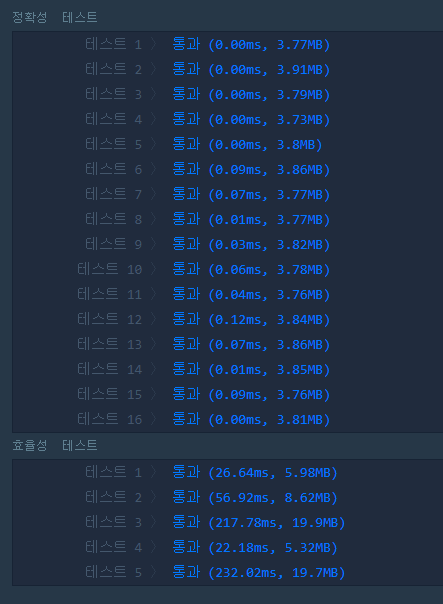 정확성 테스트
테스트 1 〉 통과 (0.00ms, 3.77MB)
테스트 2 〉 통과 (0.00ms, 3.91MB)
테스트 3 〉 통과 (0.00ms, 3.79MB)
테스트 4 〉 통과 (0.00ms, 3.73MB)
테스트 5 〉 통과 (0.00ms, 3.8MB)
테스트 6 〉 통과 (0.09ms, 3.86MB)
테스트 7 〉 통과 (0.07ms, 3.77MB)
테스트 8 〉 통과 (0.01ms, 3.77MB)
테스트 9 〉 통과 (0.03ms, 3.82MB)
테스트 10 〉 통과 (0.06ms, 3.78MB)
테스트 11 〉 통과 (0.04ms, 3.76MB)
테스트 12 〉 통과 (0.12ms, 3.84MB)
테스트 13 〉 통과 (0.07ms, 3.86MB)
테스트 14 〉 통과 (0.01ms, 3.85MB)
테스트 15 〉 통과 (0.09ms, 3.76MB)
테스트 16 〉 통과 (0.00ms, 3.81MB)
효율성 테스트
테스트 1 〉 통과 (26.64ms, 5.98MB)
테스트 2 〉 통과 (56.92ms, 8.62MB)
테스트 3 〉 통과 (217.78ms, 19.9MB)
테스트 4 〉 통과 (22.18ms, 5.32MB)
테스트 5 〉 통과 (232.02ms, 19.7MB)